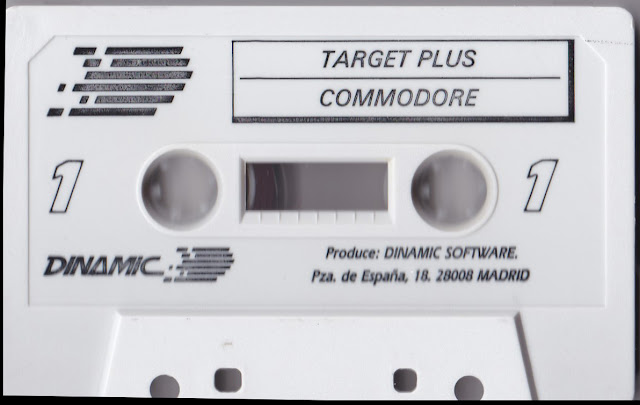 TARGET PLUS
COMMODORE
1 1
DINAMIC
Produce: DINAMIC SOFTWARE.
Pza. de España, 18. 28008 MADRID